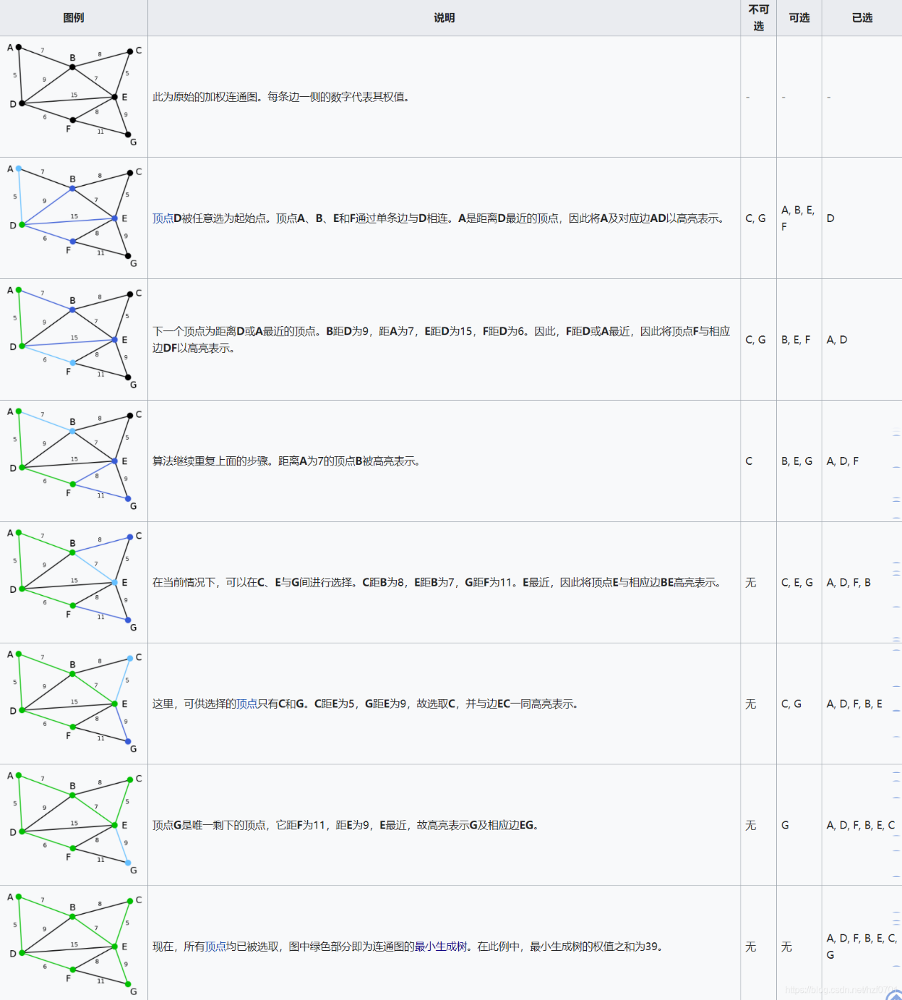 图例 说明 不可选 可选 已选
A 7 B 8 C 5 9 7 5 D 15 E 6 F 8 9 11 G
此为原始的加权连通图。每条边一侧的数字代表其权值。
- - -
A 7 B 8 C 5 9 7 5 D 15 E 6 F 8 9 11 G
顶点D被任意选为起始点。顶点A、B、E和F通过单条边与D相连。A是距离D最近的顶点，因此将A及对应边AD以高亮表示。
C, G
A, B, E,
F
D
A 7 B 8 C 5 9 7 5 D 15 E 6 F 8 9 11 G
下一个顶点为距离D或A最近的顶点。B距D为9，距A为7，E距D为15，F距D为6。因此，F距D或A最近，因此将顶点F与相应
边DF以高亮表示。
C, G
B, E, F
A, D
A 7 B 8 C 5 9 7 5 D 15 E 6 F 8 9 11 G
算法继续重复上面的步骤。距离A为7的顶点B被高亮表示。
C
B, E, G
A, D, F
A 7 B 8 C 5 9 7 5 D 15 E 6 F 8 9 11 G
在当前情况下，可以在C、E与G间进行选择。C距B为8，E距B为7，G距F为11。E最近，因此将顶点E与相应边BE高亮表示。
无
C, E, G
A, D, F, B
A 7 B 8 C 5 9 7 5 D 15 E 6 F 8 9 11 G
这里，可供选择的顶点只有C和G。C距E为5，G距E为9，故选取C，并与边EC一同高亮表示。
无
C, G
A, D, F, B, E
A 7 B 8 C 5 9 7 5 D 15 E 6 F 8 9 11 G
顶点G是唯一剩下的顶点，它距F为11，距E为9，E最近，故高亮表示G及相应边EG。
无
G
A, D, F, B, E, C
A 7 B 8 C 5 9 7 5 D 15 E 6 F 8 9 11 G
现在，所有顶点均已被选取，图中绿色部分即为连通图的最小生成树。在此例中，最小生成树的权值之和为39。
无
无
A, D, F, B, E, C,
G